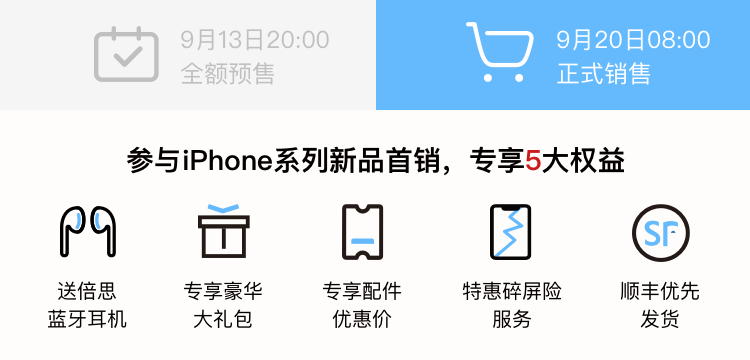 9月13日20:00
全额预售
9月20日08:00
正式销售
参与iPhone系列新品首销，专享5大权益
SF
送倍思
蓝牙耳机
专享豪华
大礼包
专享配件
优惠价
特惠碎屏险
服务
顺丰优先
发货